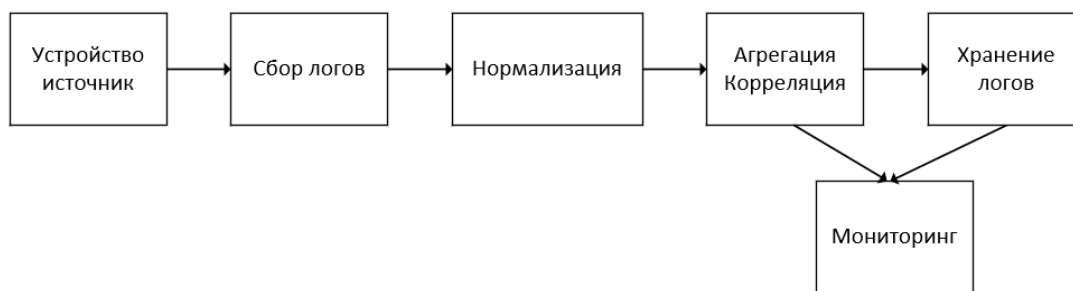 Устройство
источник
Сбор логов
Нормализация
Агрегация
Корреляция
Хранение
логов
Мониторинг